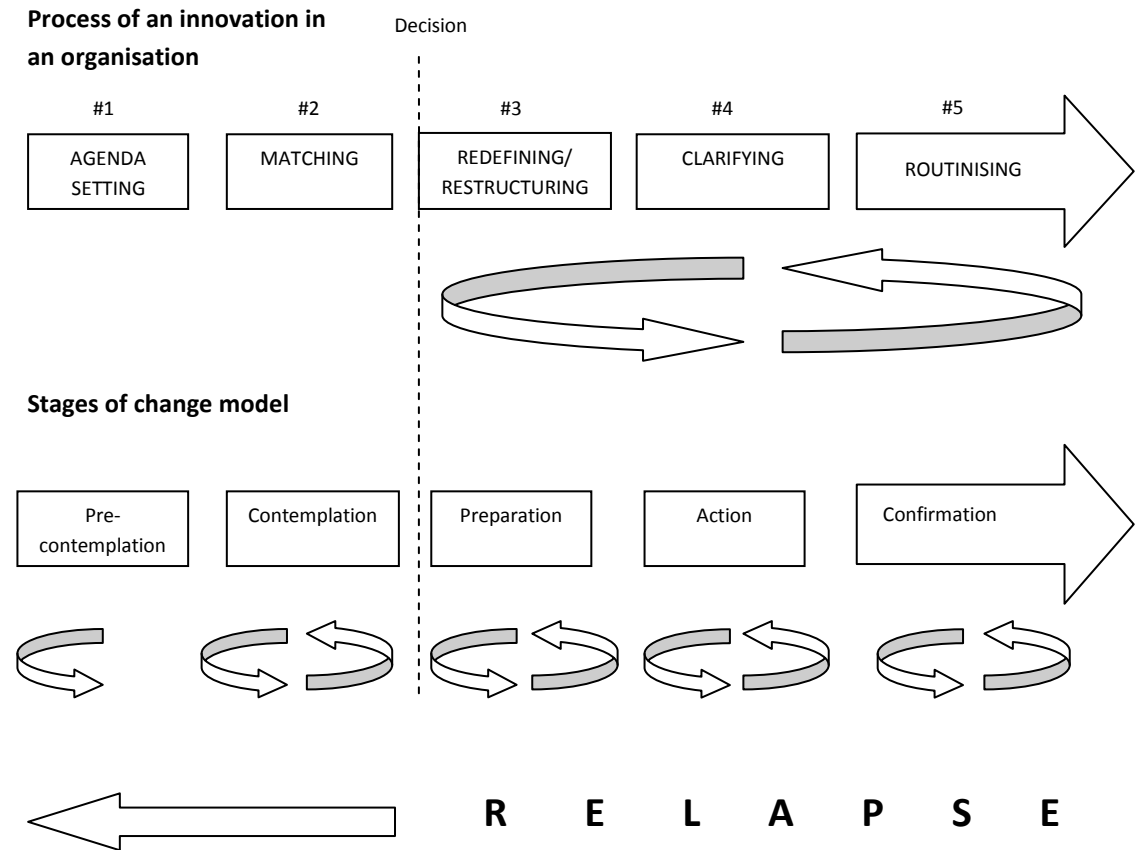 Process of an innovation in
an organisation
Decision
#1
#2
#3
#4
#5
AGENDA
SETTING
MATCHING
REDEFINING/
RESTRUCTURING
CLARIFYING
ROUTINISING
Stages of change model
Pre-
contemplation
Contemplation
Preparation
Action
Confirmation
R E L A P S E